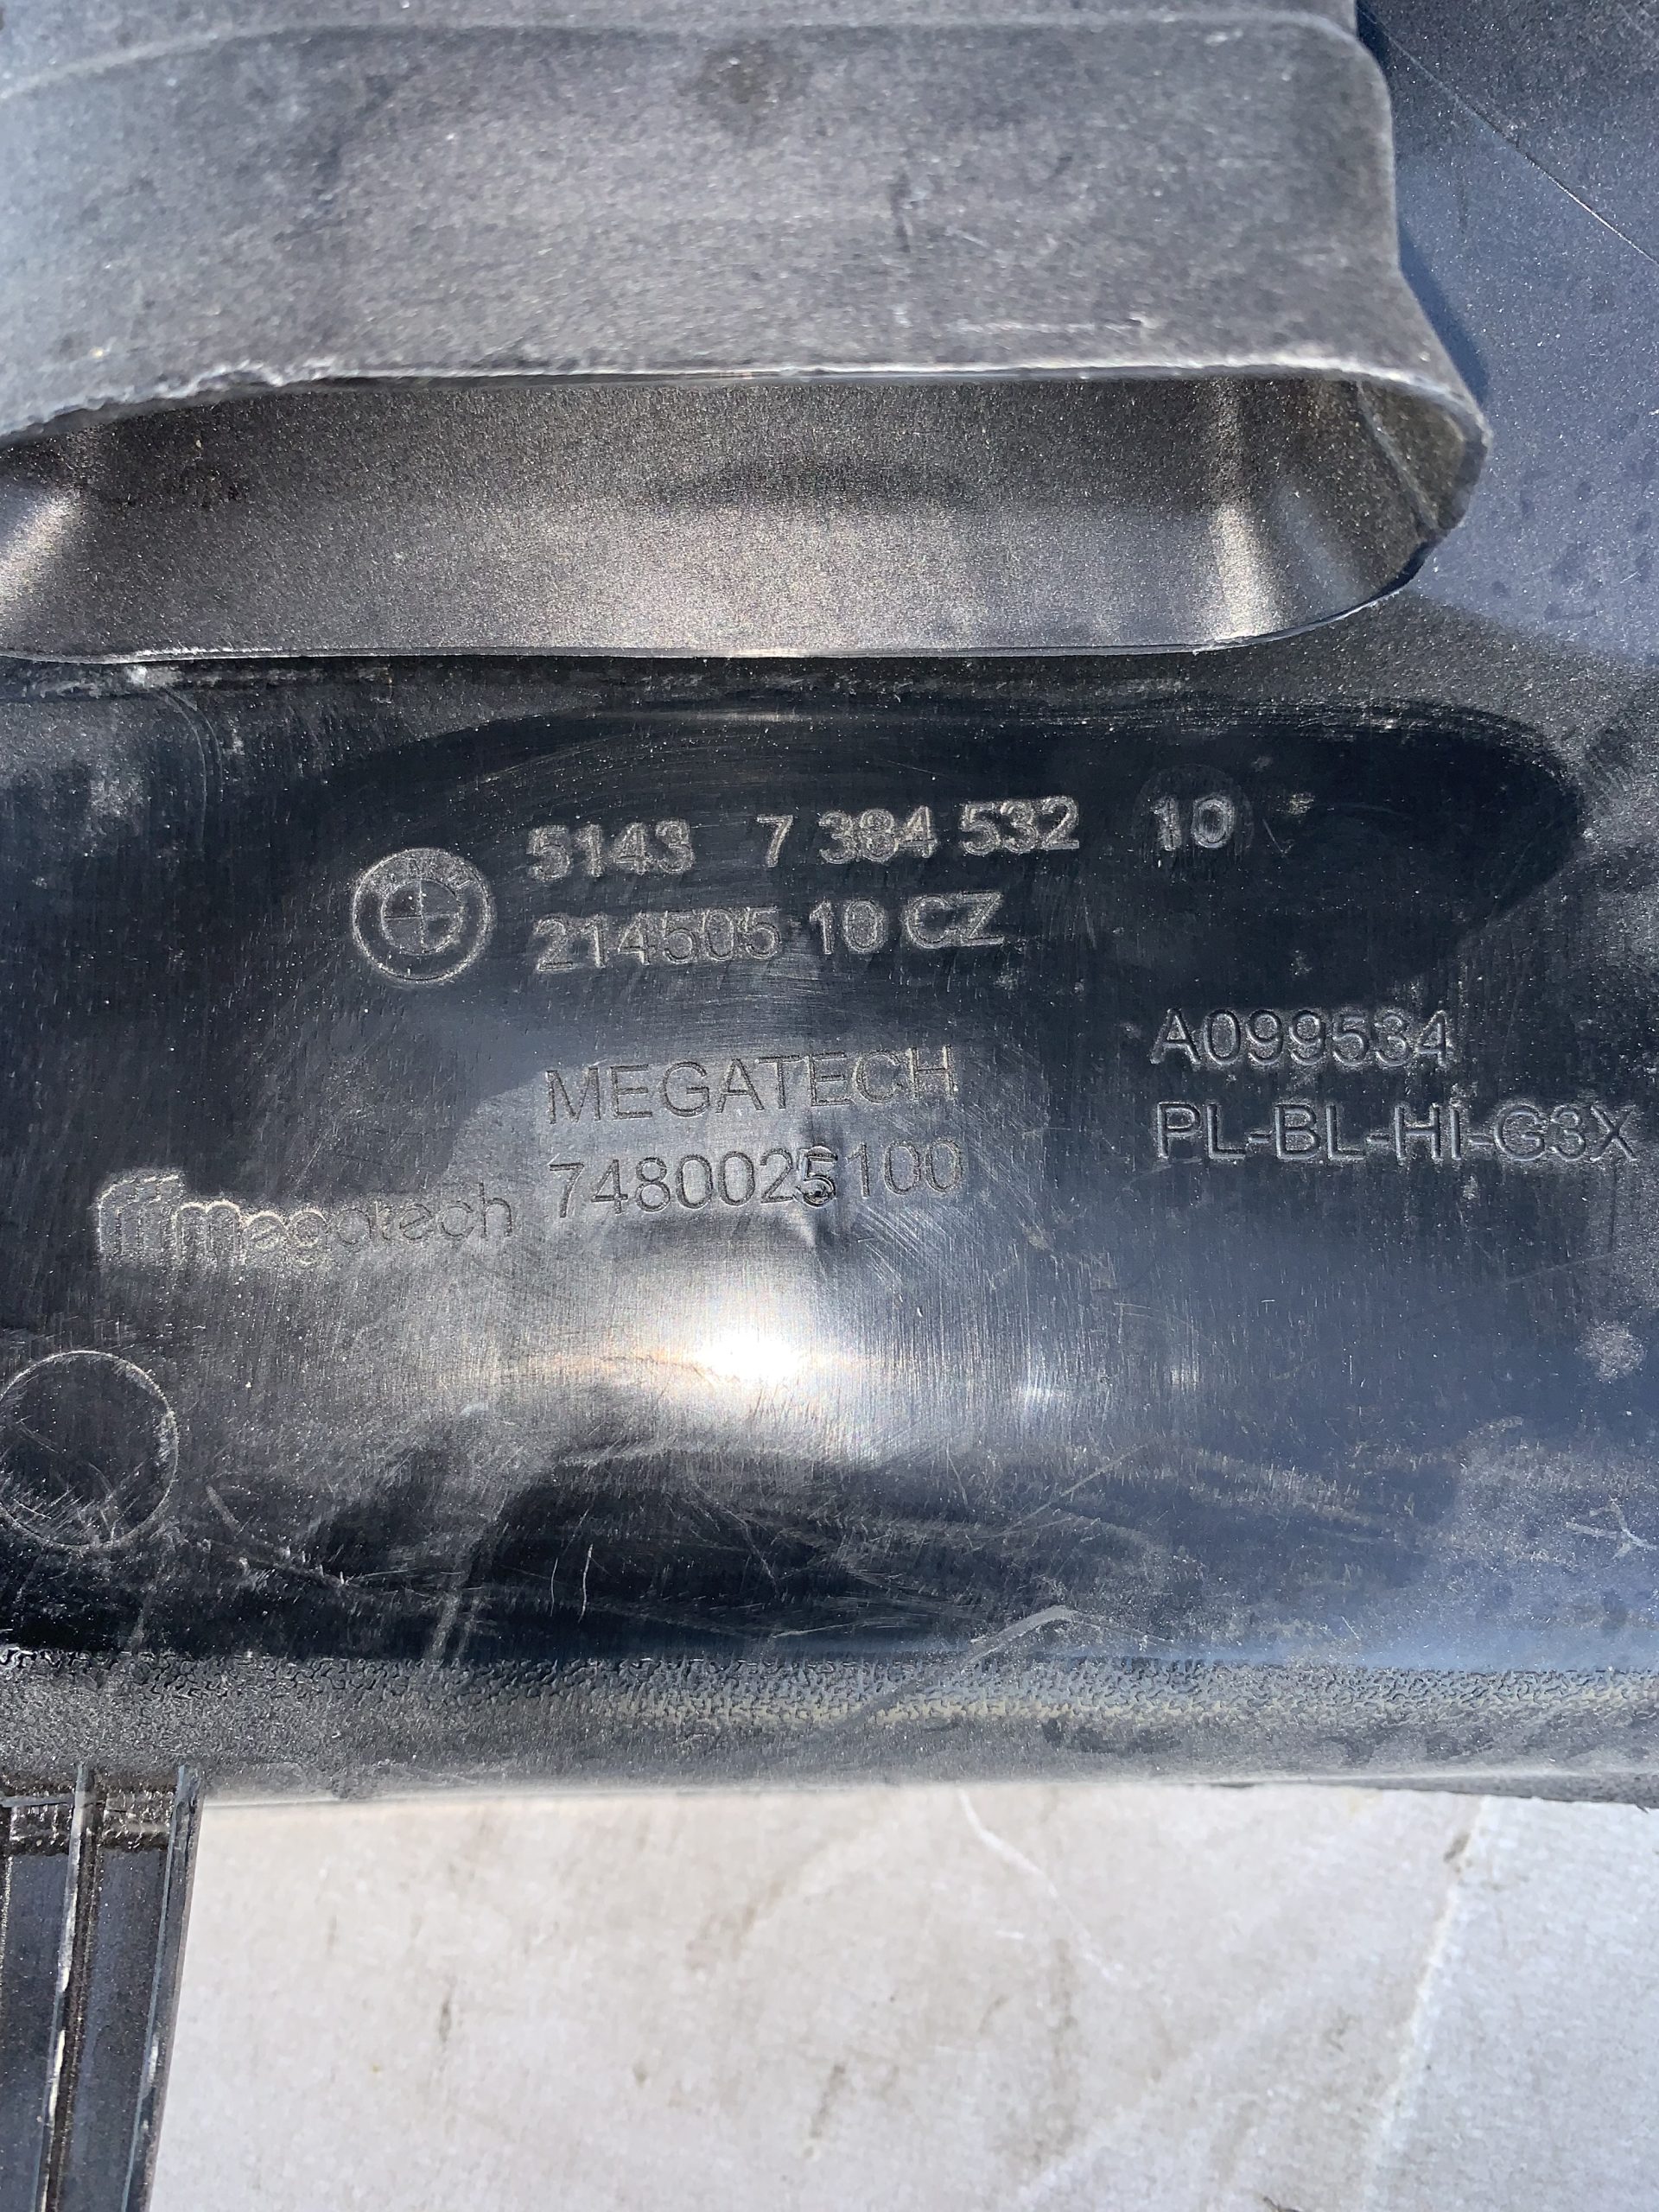 5143 7 384 532 10
214505 10 CZ
A099534
MEGATECH
PL-BL-HI-G3X
7480025100
megatech